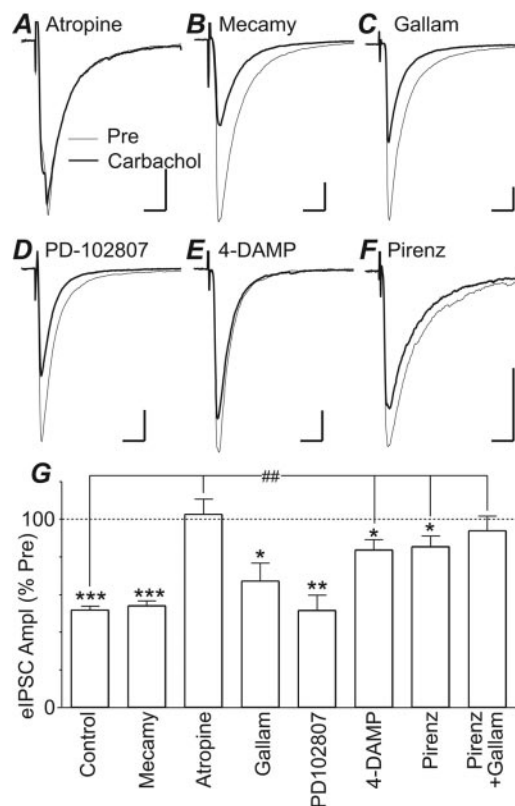 A Atropine
B Mecamy
C Gallam
Pre
Carbachol
D PD-102807
E 4-DAMP
F Pirenz
G
##
eIPSC Ampl (% Pre)
100
0
***
***
*
**
*
*
Control
Mecamy
Atropine
Gallam
PD102807
4-DAMP
Pirenz
Pirenz
+Gallam